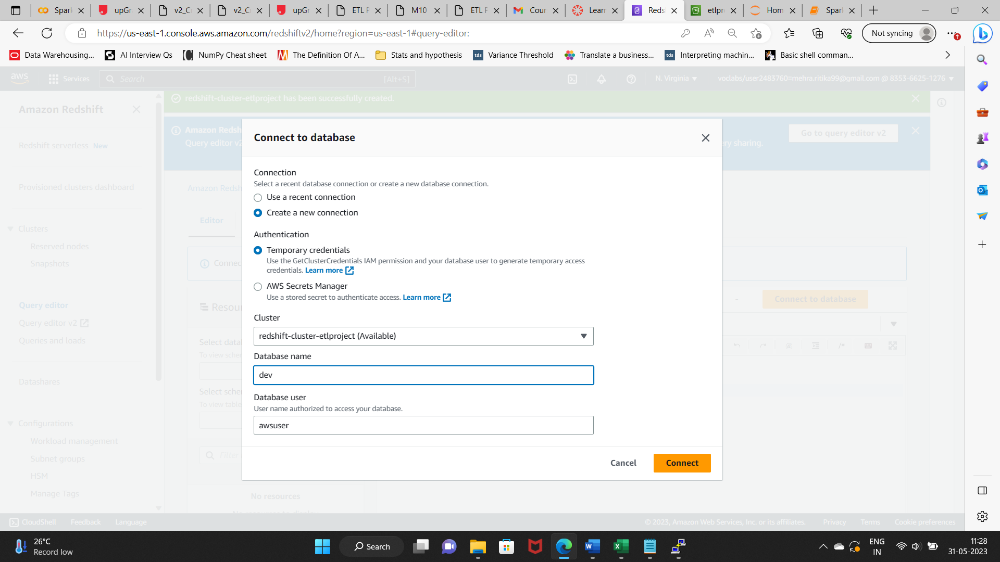 Spark
upGr
v2_C
v2_C
upGr
ETL P
M10
ETL P
Cour
Learn
Reds
etlpr
Hom
Spark
https://us-east-1.console.aws.amazon.com/redshiftv2/home?region=us-east-1#query-editor:
Not syncing
Data Warehousing...
AI Interview Qs
NumPy Cheat sheet
The Definition Of A...
Stats and hypothesis
tds Variance Threshold
Translate a business...
tds Interpreting machin...
Basic shell comman...
aws
Services
Search
[Alt+S]
N. Virginia
voclabs/user2483760=mehra.ritika99@gmail.com @ 8353-6625-1276
Amazon Redshift
Redshift serverless New
Provisioned clusters dashboard
Clusters
Reserved nodes
Snapshots
Query editor
Query editor v2
Queries and loads
Datashares
Configurations
Workload management
Subnet groups
HSM
Manage Tags
redshift-cluster-etlproject has been successfully created.
Amazon Redsh
Query editor v2
ry sharing.
Go to query editor v2
Amazon Redsh
Editor
Connec
Resou
Connect to database
Select datal
To view scher
Select sche
To view table
Filter
No resources
Connect to database
Connection
Select a recent database connection or create a new database connection.
Use a recent connection
Create a new connection
Authentication
Temporary credentials
Use the GetClusterCredentials IAM permission and your database user to generate temporary access
credentials. Learn more
AWS Secrets Manager
Use a stored secret to authenticate access. Learn more
Cluster
redshift-cluster-etlproject (Available)
Database name
dev
Database user
User name authorized to access your database.
awsuser
Cancel
Connect
CloudShell
Feedback
Language
© 2023, Amazon Web Services, Inc. or its affiliates.
Privacy
Terms
Cookie preferences
26°C
Record low
Search
ENG
IN
11:28
31-05-2023